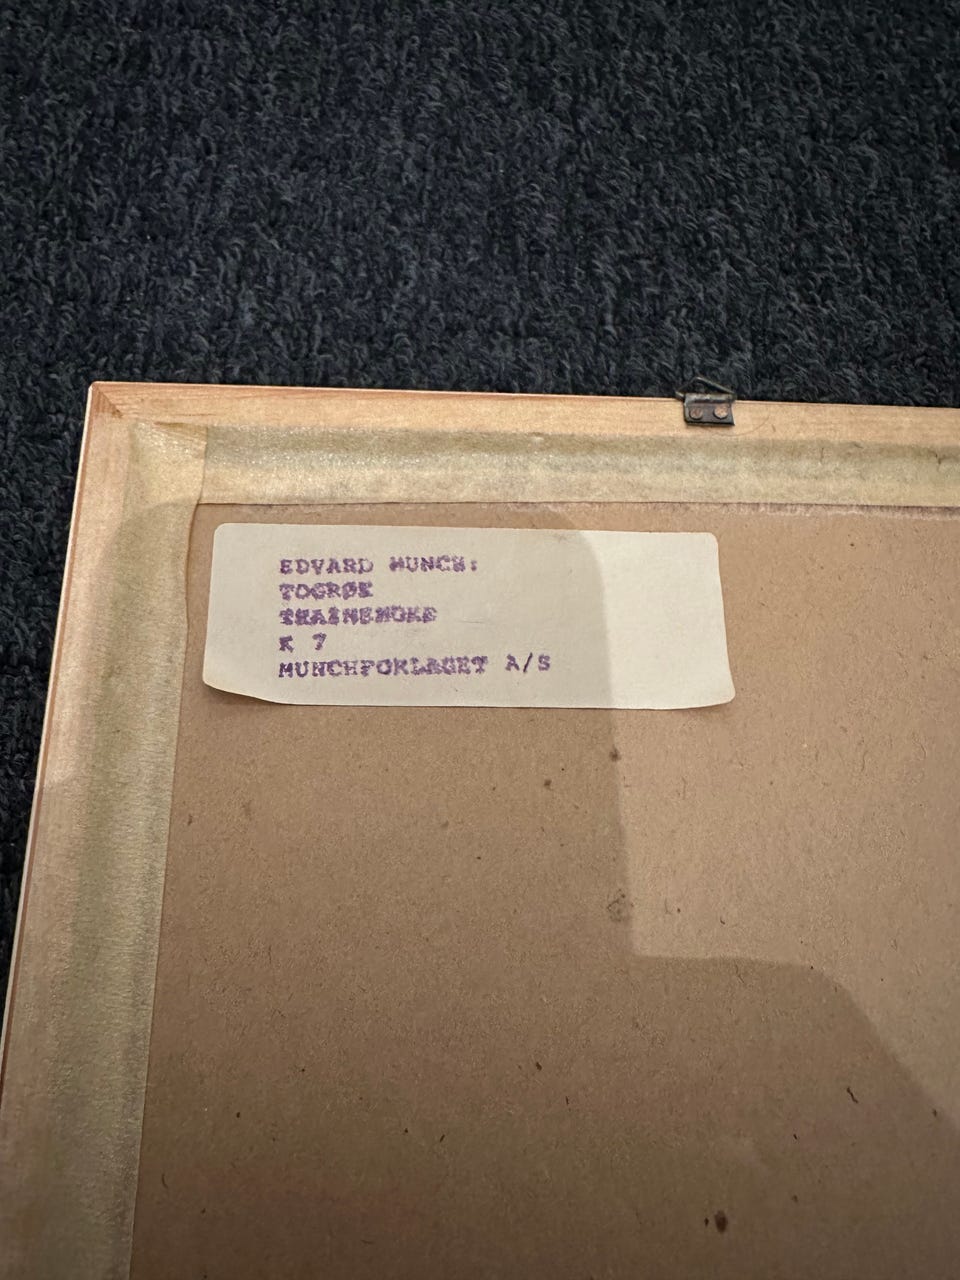 EDVARD MUNCH:
TOGRØK
TRAINSMOKE
K 7
MUNCHFORLAGET A/S